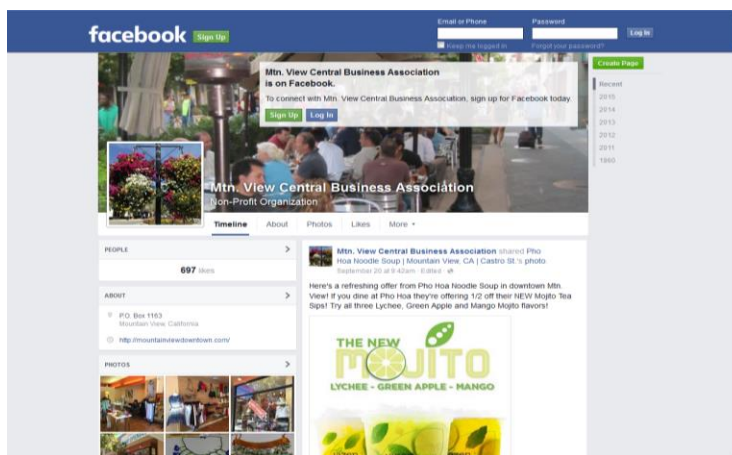 facebook
Sign Up
Email or Phone
Password
Log In
Keep me logged in
Forgot your password?
Mtn. View Central Business Association
is on Facebook.
To connect with Mtn. View Central Business Association, sign up for Facebook today.
Sign Up
Log In
Create Page
Recent
2015
2014
2013
2012
2011
1980
Mtn. View Central Business Association
Non-Profit Organization
Timeline
About
Photos
Likes
More
PEOPLE
697 likes
ABOUT
P.O. Box 1163
Mountain View, California
http://mountainviewdowntown.com/
PHOTOS
Mtn. View Central Business Association shared Pho
Hoa Noodle Soup | Mountain View, CA | Castro St.'s photo
September 20 at 9:42am · Edited ·
Here's a refreshing offer from Pho Hoa Noodle Soup in downtown Mtn.
View! If you dine at Pho Hoa they're offering 1/2 off their NEW Mojito Tea
Sips! Try all three Lychee, Green Apple and Mango Mojito flavors!
THE NEW
MOJITO
LYCHEE - GREEN APPLE - MANGO